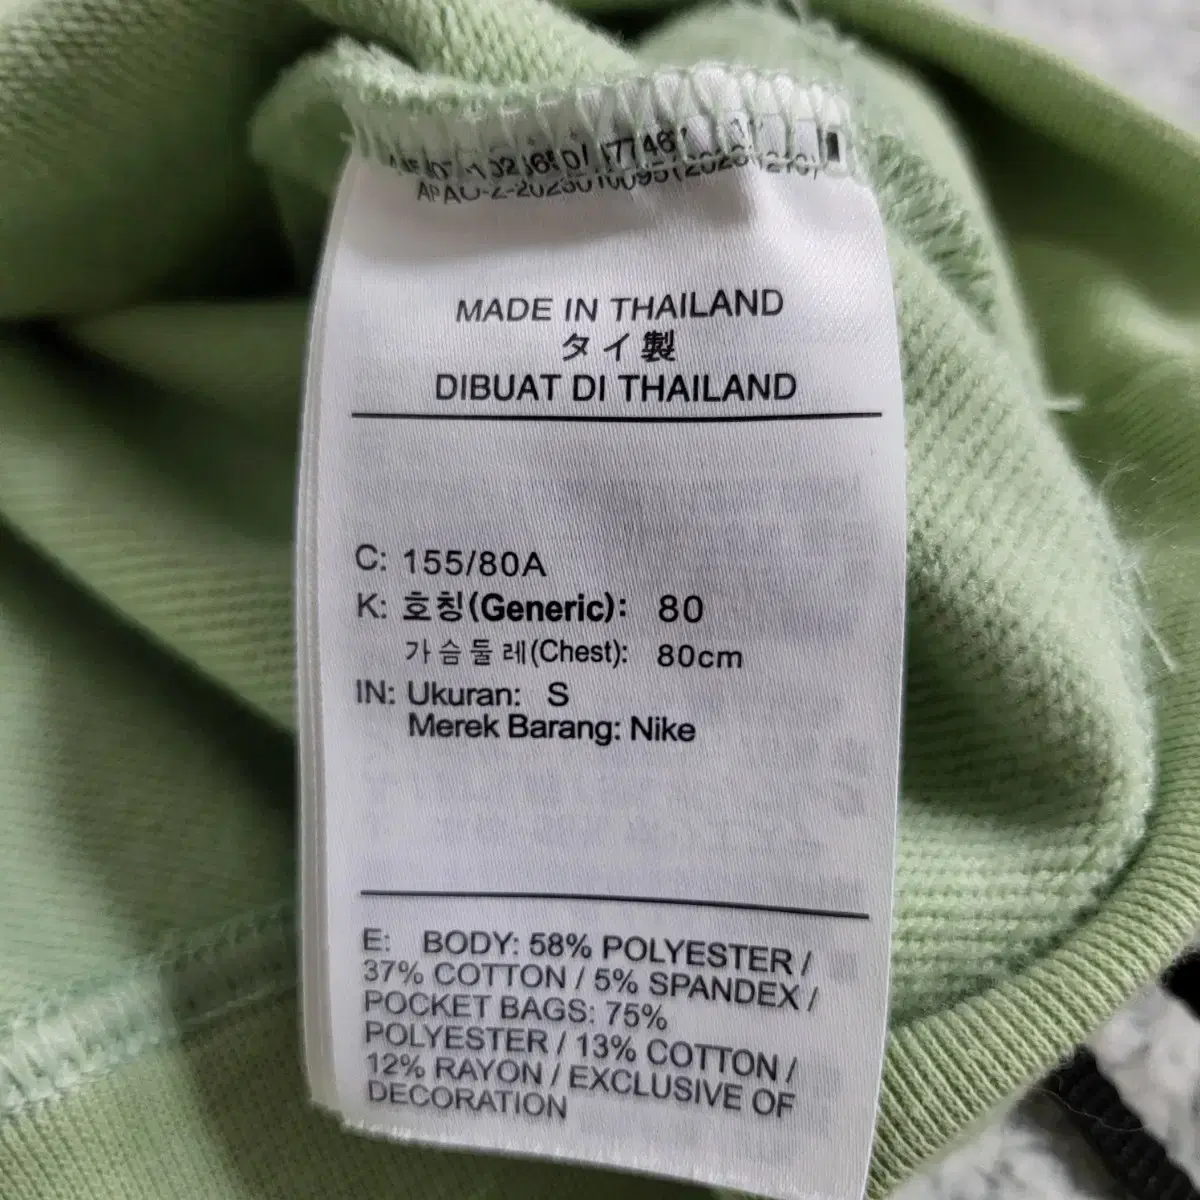 MADE IN THAILAND
タイ製
DIBUAT DI THAILAND
C: 155/80A
K: 호칭(Generic): 80
가슴둘레(Chest): 80cm
IN: Ukuran: S
Merek Barang: Nike
E: BODY: 58% POLYESTER /
37% COTTON / 5% SPANDEX /
POCKET BAGS: 75%
POLYESTER / 13% COTTON /
12% RAYON / EXCLUSIVE OF
DECORATION